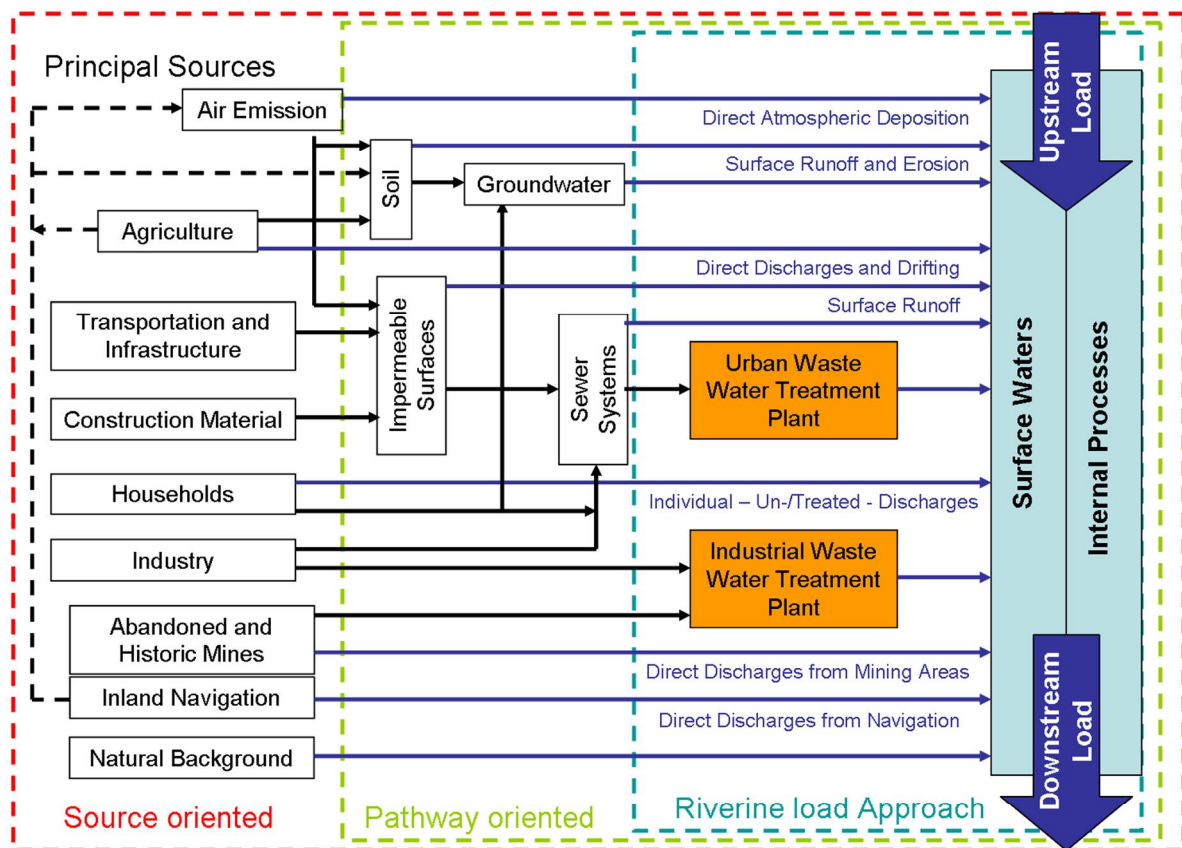 Principal Sources
Air Emission
Direct Atmospheric Deposition
Soil
Groundwater
Surface Runoff and Erosion
Agriculture
Direct Discharges and Drifting
Transportation and
Infrastructure
Impermeable
Surfaces
Surface Runoff
Sewer
Systems
Urban Waste
Water Treatment
Plant
Construction Material
Households
Individual – Un-/Treated - Discharges
Industry
Industrial Waste
Water Treatment
Plant
Abandoned and
Historic Mines
Direct Discharges from Mining Areas
Inland Navigation
Direct Discharges from Navigation
Natural Background
Upstream
Load
Surface Waters
Internal Processes
Downstream
Load
Source oriented
Pathway oriented
Riverine load Approach